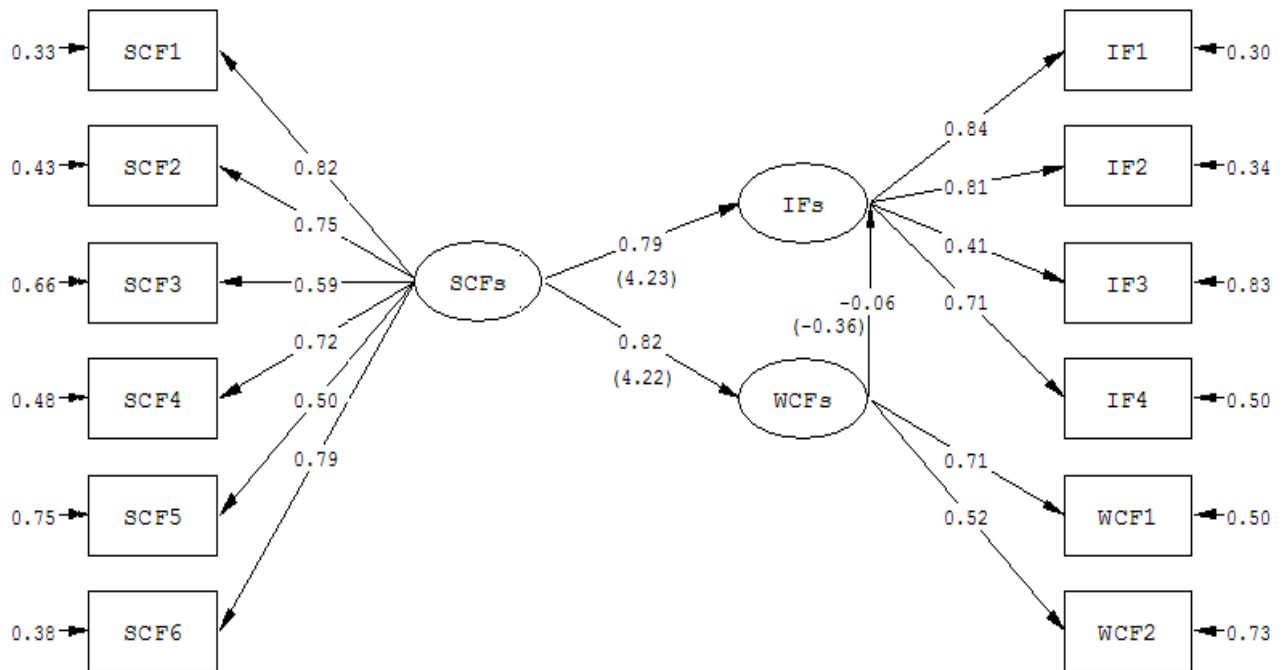 0.33
SCF1
0.43
SCF2
0.66
SCF3
0.48
SCF4
0.75
SCF5
0.38
SCF6
0.82
0.75
0.59
0.72
0.50
0.79
SCFs
0.79
(4.23)
0.82
(4.22)
IFs
-0.06
(-0.36)
WCFs
0.84
0.81
0.41
0.71
0.71
0.52
IF1
0.30
IF2
0.34
IF3
0.83
IF4
0.50
WCF1
0.50
WCF2
0.73